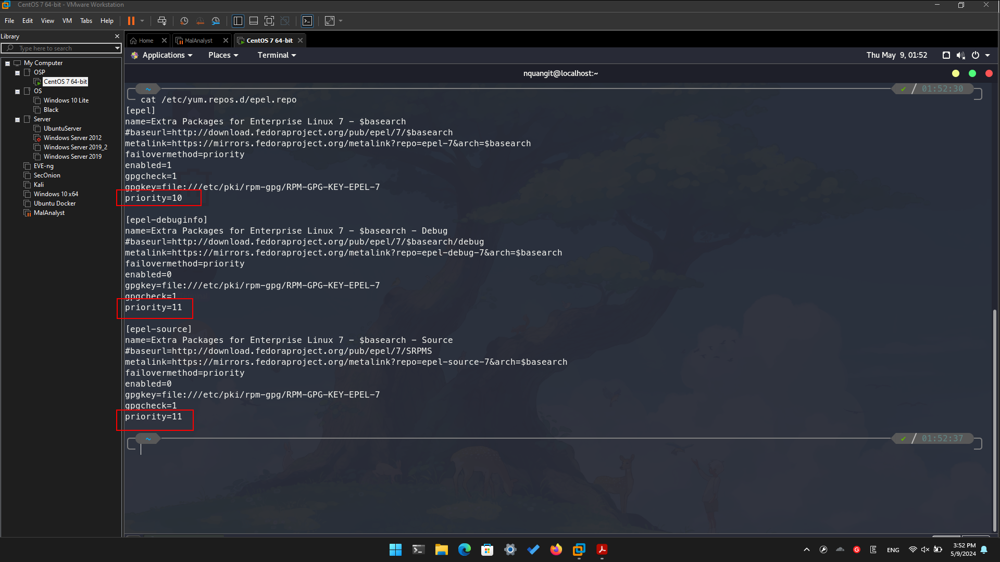 CentOS 7 64-bit - VMware Workstation
File Edit View VM Tabs Help
Library
Type here to search
My Computer
OSP
CentOS 7 64-bit
OS
Windows 10 Lite
Black
Server
UbuntuServer
Windows Server 2012
Windows Server 2019_2
Windows Server 2019
EVE-ng
SecOnion
Kali
Windows 10 x64
Ubuntu Docker
MalAnalyst
Home MalAnalyst CentOS 7 64-bit
Applications Places Terminal Thu May 9, 01:52
nquangit@localhost:~
~ ✔ / 01:52:30
cat /etc/yum.repos.d/epel.repo
[epel]
name=Extra Packages for Enterprise Linux 7 - $basearch
#baseurl=http://download.fedoraproject.org/pub/epel/7/$basearch
metalink=https://mirrors.fedoraproject.org/metalink?repo=epel-7&arch=$basearch
failovermethod=priority
enabled=1
gpgcheck=1
gpgkey=file:///etc/pki/rpm-gpg/RPM-GPG-KEY-EPEL-7
priority=10
[epel-debuginfo]
name=Extra Packages for Enterprise Linux 7 - $basearch - Debug
#baseurl=http://download.fedoraproject.org/pub/epel/7/$basearch/debug
metalink=https://mirrors.fedoraproject.org/metalink?repo=epel-debug-7&arch=$basearch
failovermethod=priority
enabled=0
gpgkey=file:///etc/pki/rpm-gpg/RPM-GPG-KEY-EPEL-7
gpgcheck=1
priority=11
[epel-source]
name=Extra Packages for Enterprise Linux 7 - $basearch - Source
#baseurl=http://download.fedoraproject.org/pub/epel/7/SRPMS
metalink=https://mirrors.fedoraproject.org/metalink?repo=epel-source-7&arch=$basearch
failovermethod=priority
enabled=0
gpgkey=file:///etc/pki/rpm-gpg/RPM-GPG-KEY-EPEL-7
gpgcheck=1
priority=11
~ ✔ / 01:52:37
ENG
3:52 PM
5/9/2024